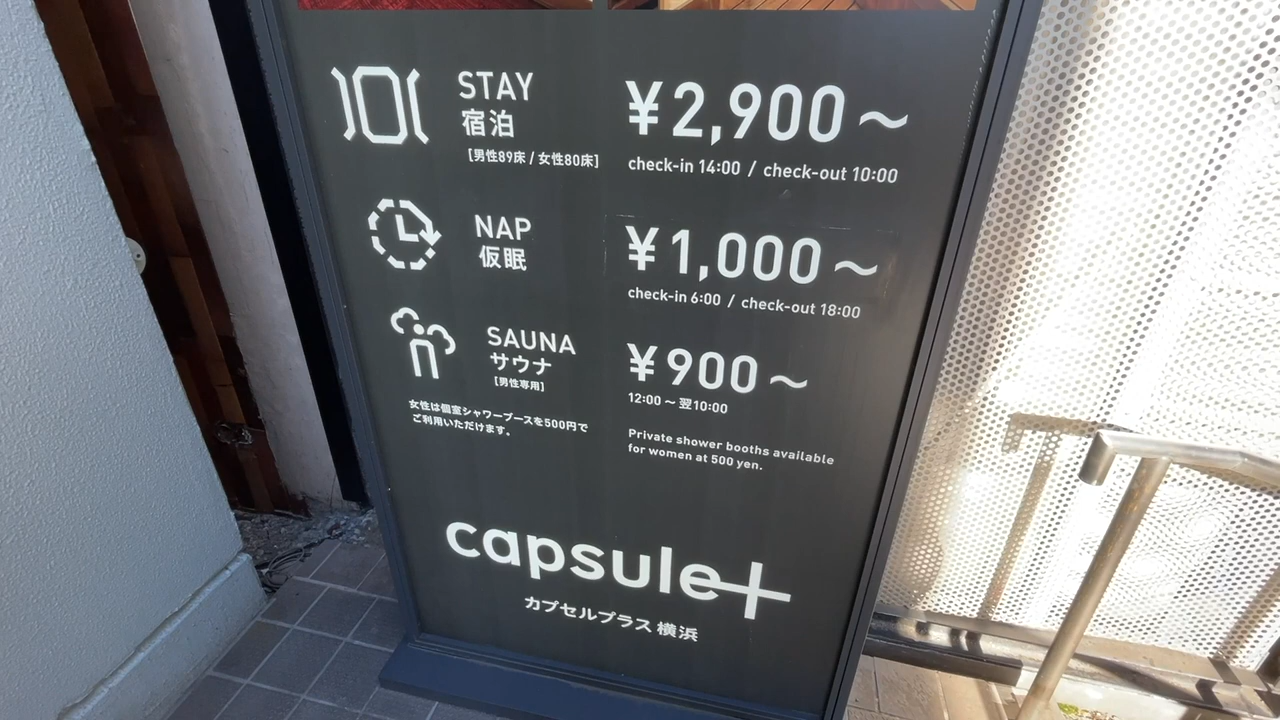 STAY
宿泊
[男性89床 / 女性80床]
¥2,900～
check-in 14:00 / check-out 10:00
NAP
仮眠
¥1,000～
check-in 6:00 / check-out 18:00
SAUNA
サウナ
[男性専用]
¥900～
12:00～翌10:00
女性は個室シャワーブースを500円で
ご利用いただけます。
Private shower booths available
for women at 500 yen.
capsule+
カプセルプラス 横浜